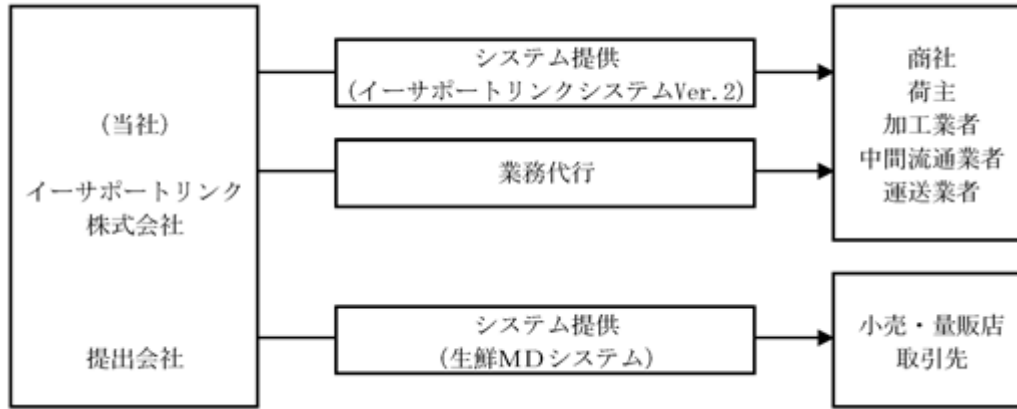 (当社)
イーサポートリンク
株式会社
提出会社
システム提供
(イーサポートリンクシステムVer.2)
業務代行
システム提供
(生鮮MDシステム)
商社
荷主
加工業者
中間流通業者
運送業者
小売・量販店
取引先